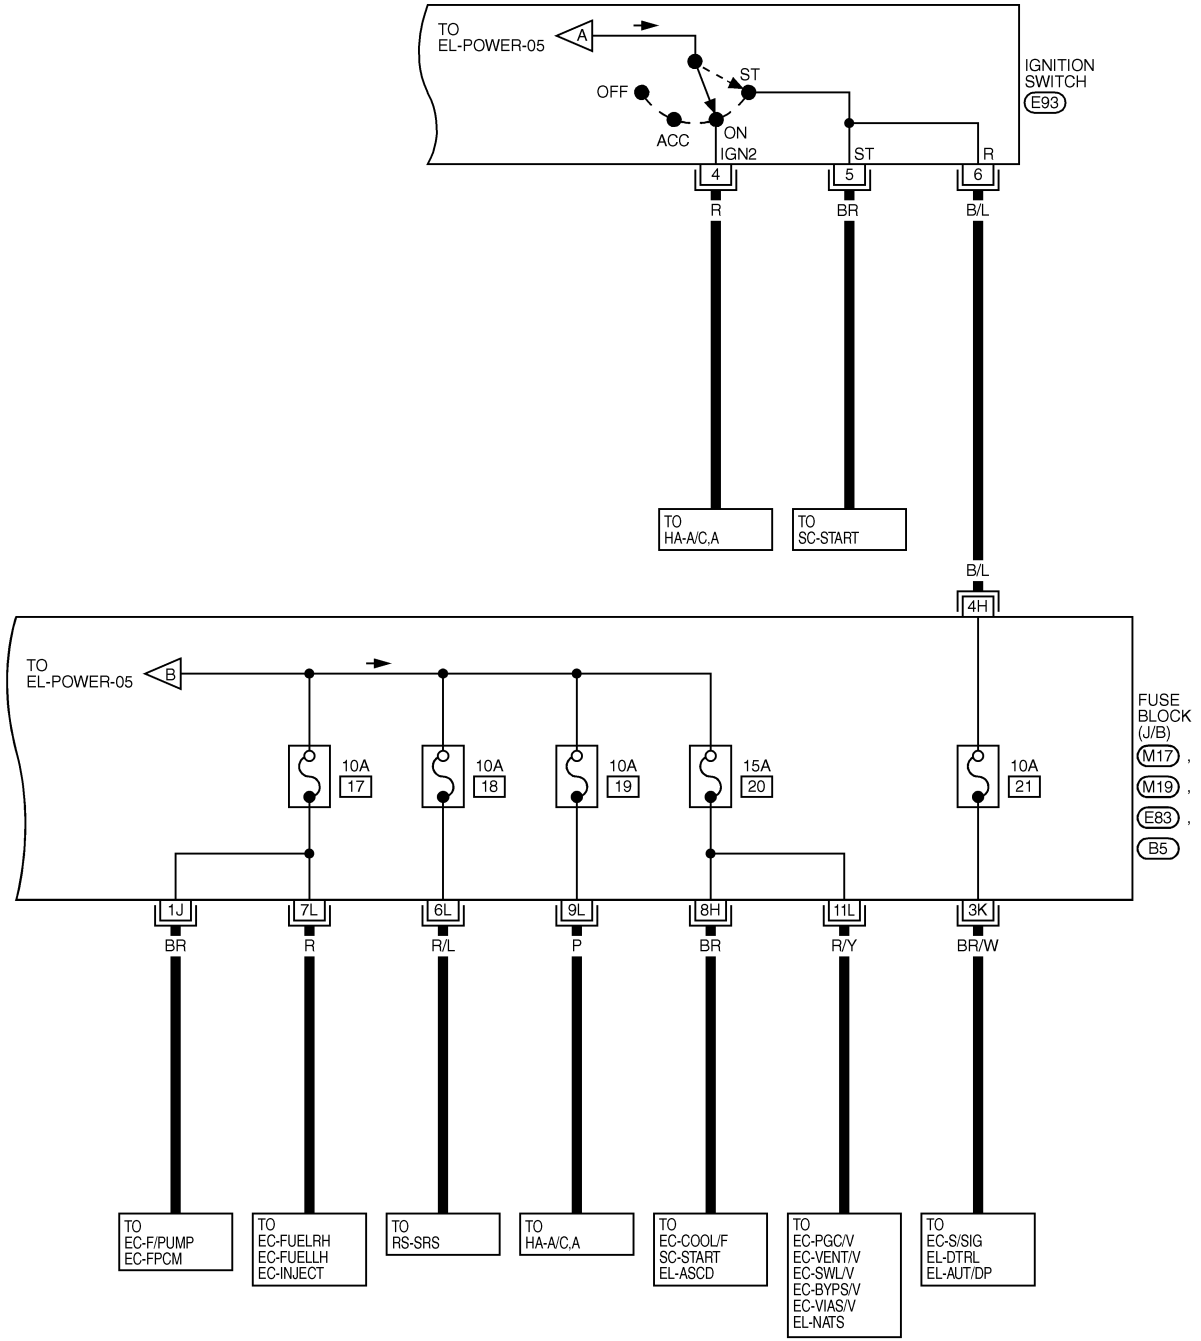 TO
EL-POWER-05
A
ST
OFF
ACC
ON
IGN2
ST
R
IGNITION
SWITCH
E93
4
5
6
R
BR
B/L
TO
HA-A/C,A
TO
SC-START
B/L
4H
TO
EL-POWER-05
B
10A
17
10A
18
10A
19
15A
20
10A
21
FUSE
BLOCK
(J/B)
M17 ,
M19 ,
E83 ,
B5
1J
7L
6L
9L
8H
11L
3K
BR
R
R/L
P
BR
R/Y
BR/W
TO
EC-F/PUMP
EC-FPCM
TO
EC-FUELRH
EC-FUELLH
EC-INJECT
TO
RS-SRS
TO
HA-A/C,A
TO
EC-COOL/F
SC-START
EL-ASCD
TO
EC-PGC/V
EC-VENT/V
EC-SWL/V
EC-BYPS/V
EC-VIAS/V
EL-NATS
TO
EC-S/SIG
EL-DTRL
EL-AUT/DP